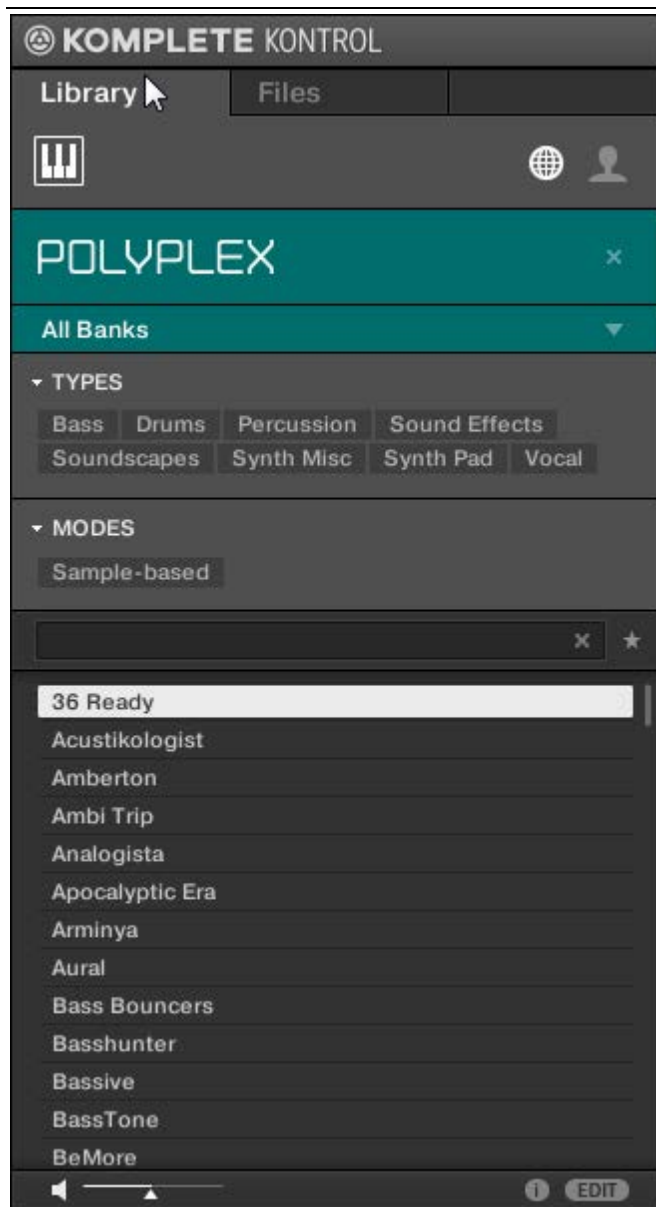 KOMPLETE KONTROL
Library Files
POLYPLEX
All Banks
TYPES
Bass Drums Percussion Sound Effects
Soundscapes Synth Misc Synth Pad Vocal
MODES
Sample-based
36 Ready
Acustikologist
Amberton
Ambi Trip
Analogista
Apocalyptic Era
Arminya
Aural
Bass Bouncers
Basshunter
Bassive
BassTone
BeMore
EDIT